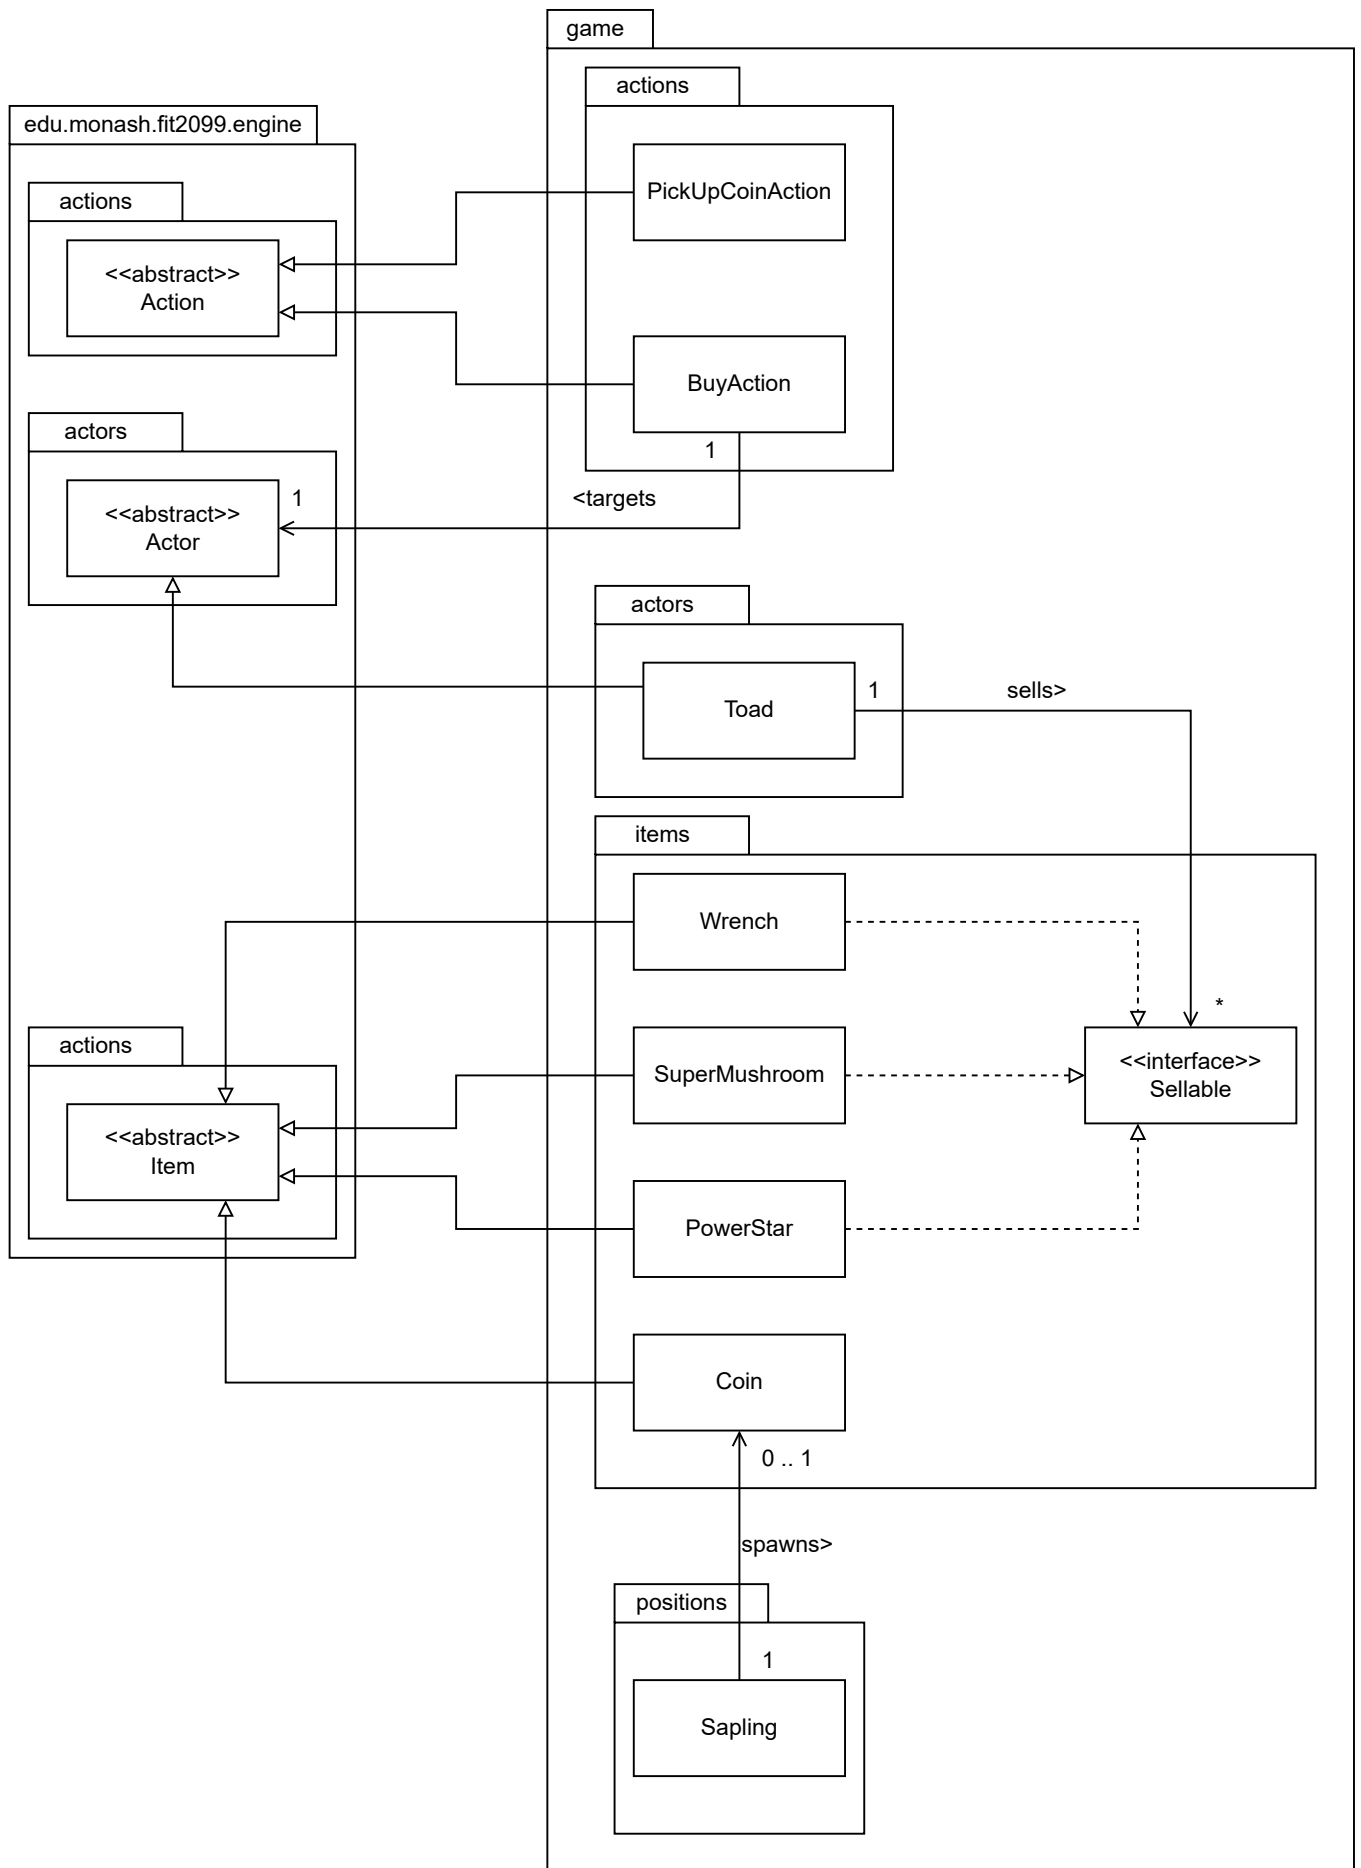 game
actions
edu.monash.fit2099.engine
PickUpCoinAction
actions
<<abstract>>
Action
BuyAction
actors
1
1
<targets
<<abstract>>
Actor
actors
1
sells>
Toad
items
Wrench
*
actions
SuperMushroom
<<interface>>
Sellable
<<abstract>>
Item
PowerStar
Coin
0 .. 1
spawns>
positions
1
Sapling